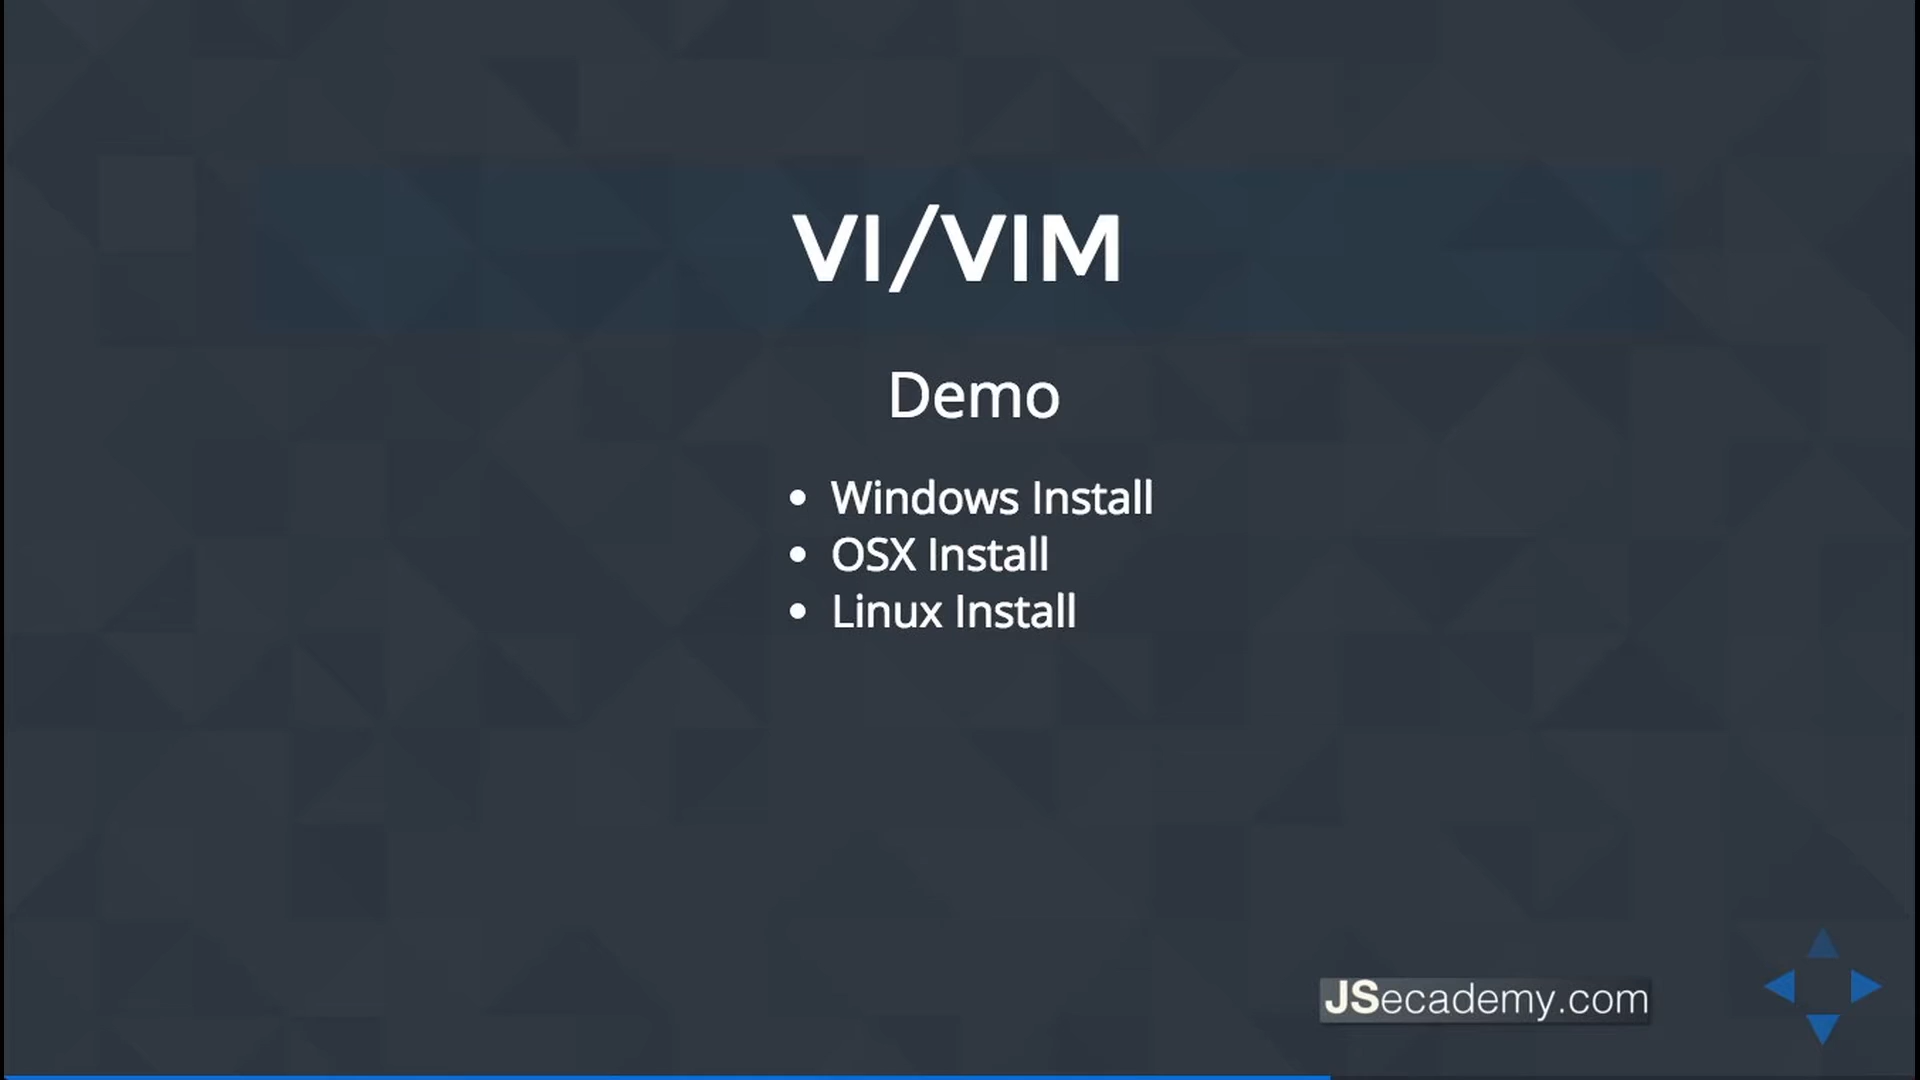 VI/VIM
Demo
• Windows Install
• OSX Install
• Linux Install
JSecademy.com